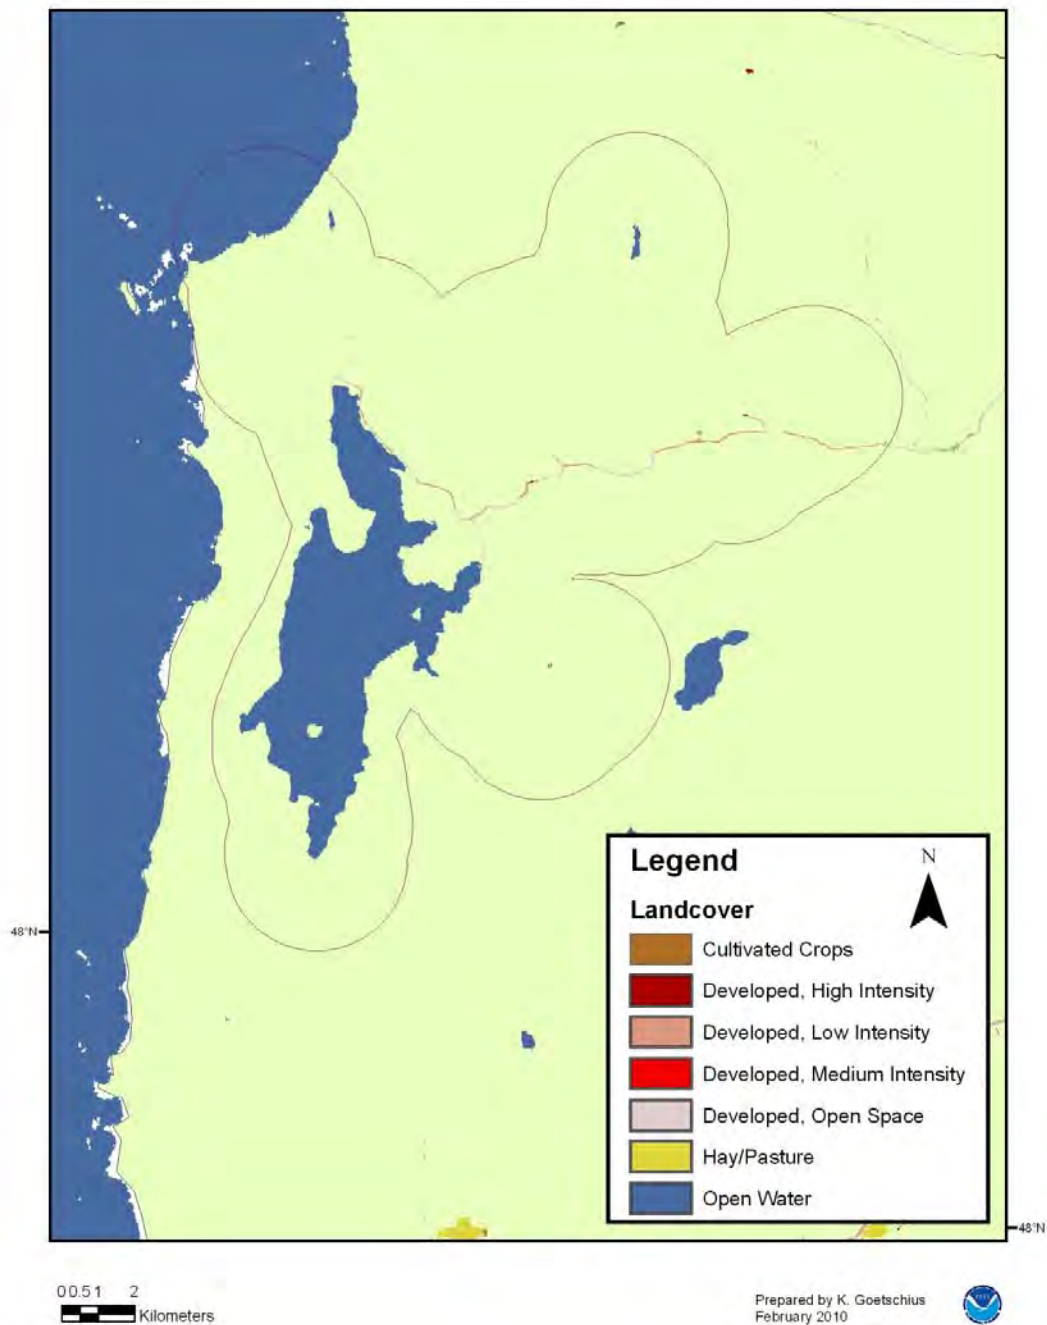 48°N
Legend
N
Landcover
Cultivated Crops
Developed, High Intensity
Developed, Low Intensity
Developed, Medium Intensity
Developed, Open Space
Hay/Pasture
Open Water
48°N
0 0.5 1 2
Kilometers
Prepared by K. Goetschius
February 2010